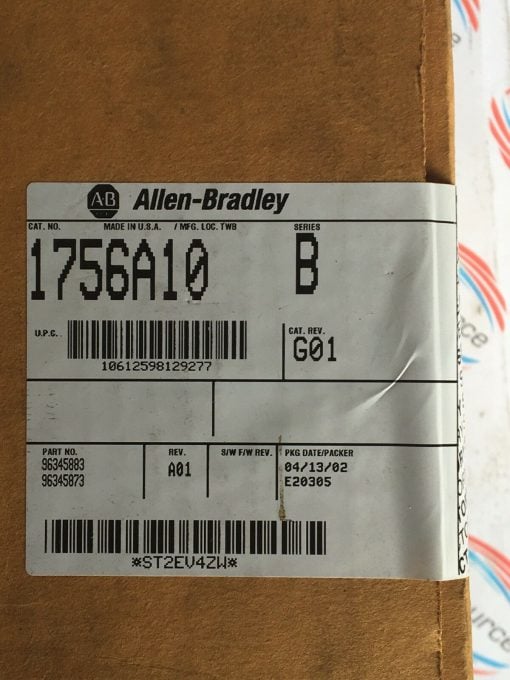 AB Allen-Bradley
CAT. NO. MADE IN U.S.A. / MFG. LOC. TWB SERIES
1756A10 B
U.P.C. CAT. REV.
G01
10612598129277
PART NO. REV. S/W F/W REV. PKG DATE/PACKER
96345883 A01 04/13/02
96345873 E20305
*ST2EV4ZW*